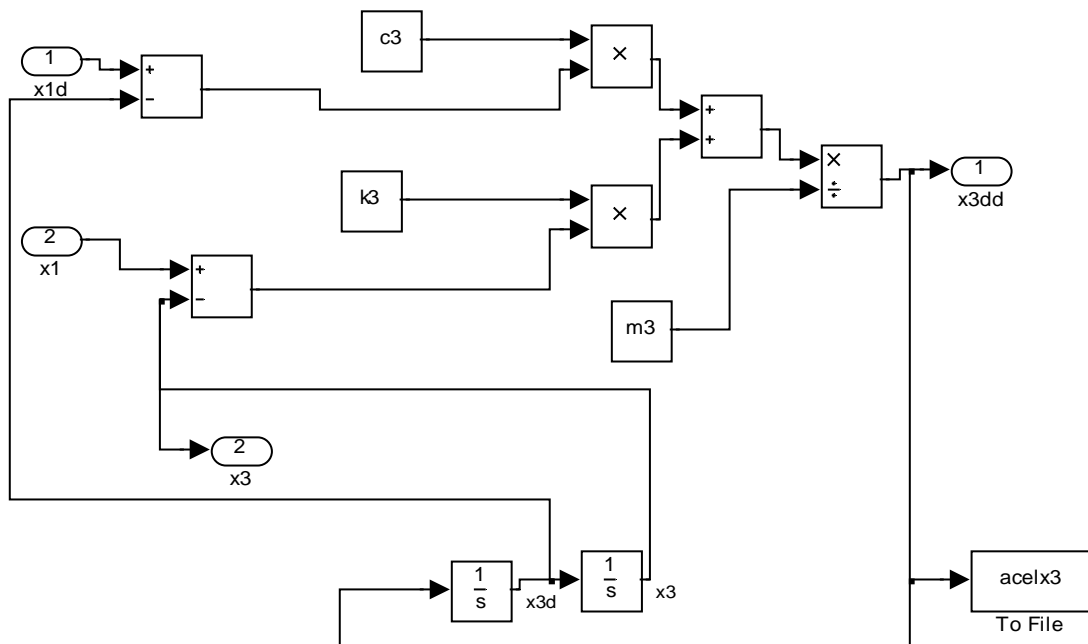 c3
1
x1d
+
−
×
+
+
k3
×
÷
1
x3dd
×
2
x1
+
−
m3
2
x3
1
s
x3d
1
s
x3
acelx3
To File